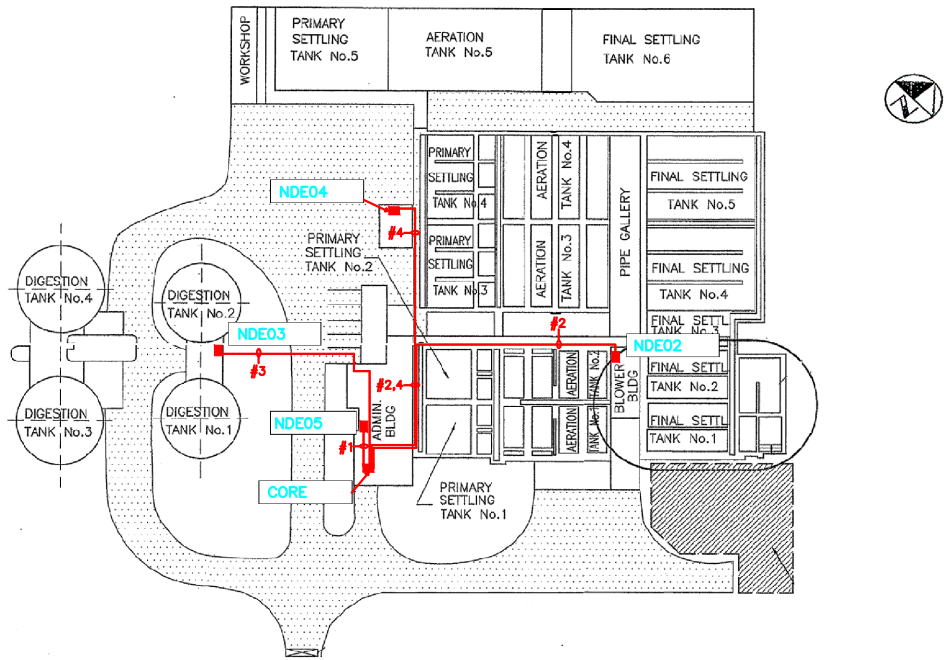 WORKSHOP
PRIMARY
SETTLING
TANK No.5
AERATION
TANK No.5
FINAL SETTLING
TANK No.6
N
PRIMARY
SETTLING
TANK No.4
AERATION
TANK No.4
PIPE GALLERY
FINAL SETTLING
TANK No.5
NDE04
#4
PRIMARY
SETTLING
TANK No.2
PRIMARY
SETTLING
TANK No.3
AERATION
TANK No.3
FINAL SETTLING
TANK No.4
DIGESTION
TANK No.4
DIGESTION
TANK No.2
NDE03
#3
#2
FINAL SETTL
TANK No.3
NDE02
#2,4
AERATION
TANK No.2
BLOWER
BLDG
FINAL SETTL
TANK No.2
DIGESTION
TANK No.3
DIGESTION
TANK No.1
NDE05
#1
ADMIN.
BLDG
AERATION
TANK No.1
FINAL SETTL
TANK No.1
CORE
PRIMARY
SETTLING
TANK No.1